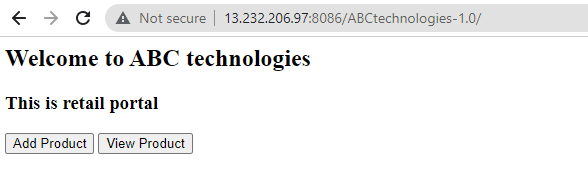 Not secure | 13.232.206.97:8086/ABCtechnologies-1.0/
Welcome to ABC technologies
This is retail portal
Add Product View Product